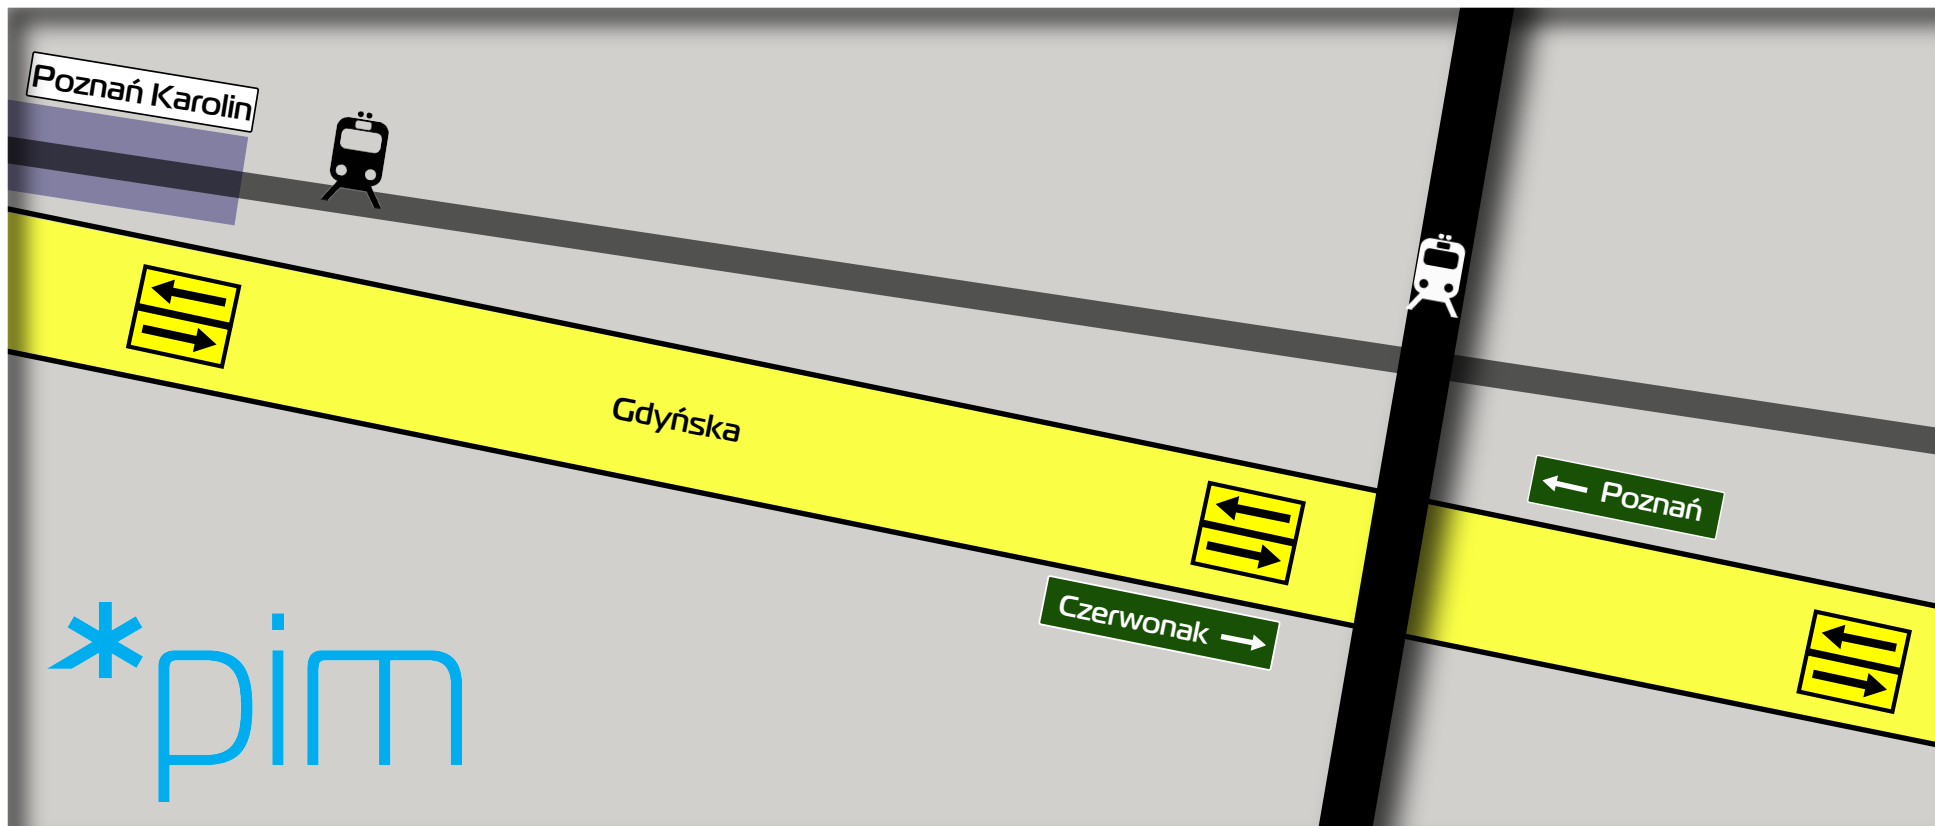 Poznań Karolin
Gdyńska
← Poznań
Czerwonak →
*pim